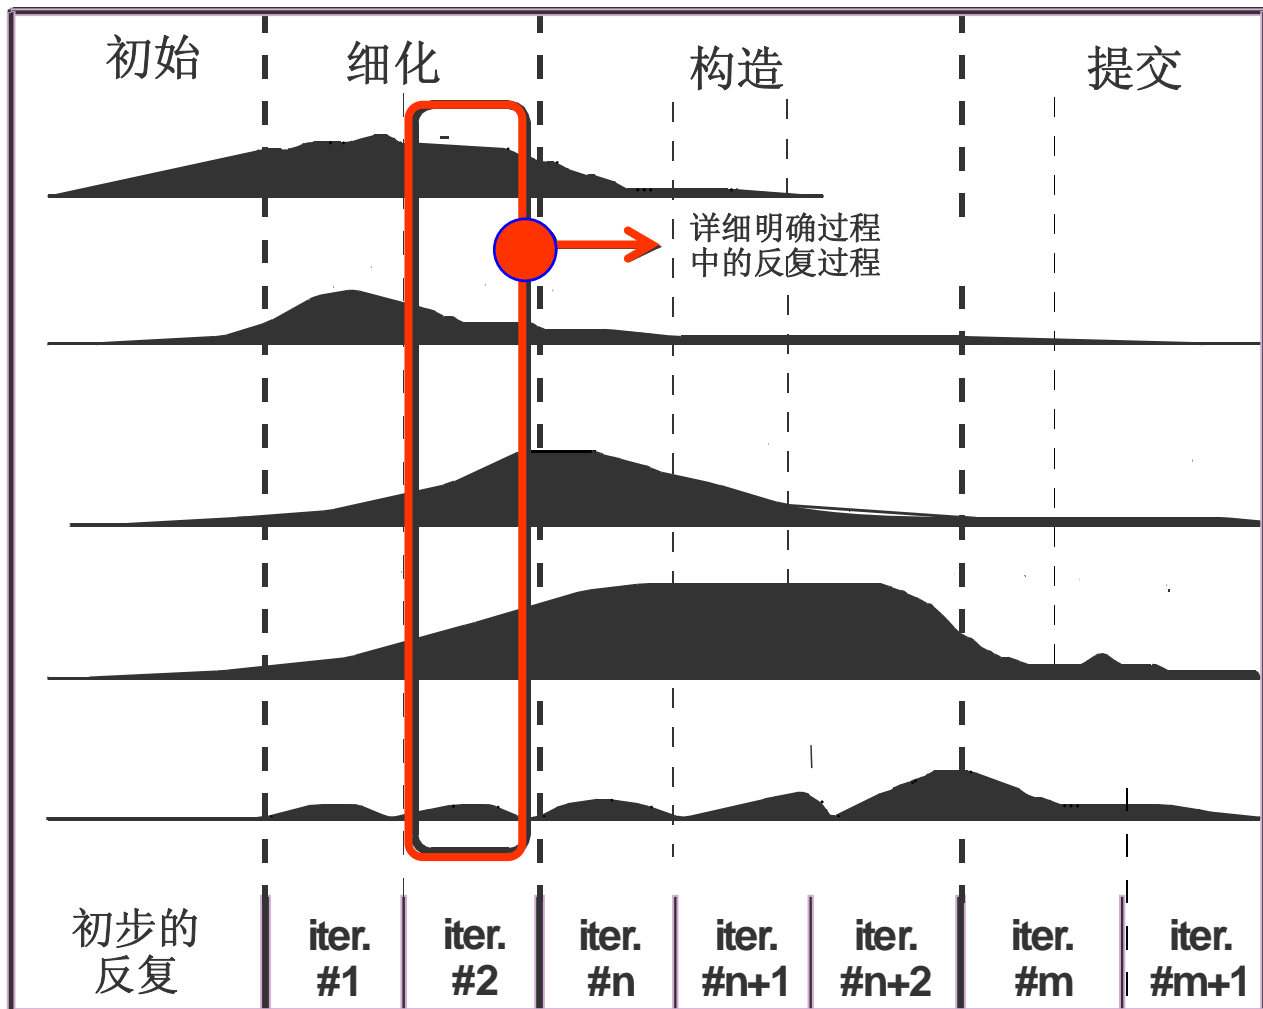 初始
细化
构造
提交
详细明确过程
中的反复过程
初步的
反复
iter.
#1
iter.
#2
iter.
#n
iter.
#n+1
iter.
#n+2
iter.
#m
iter.
#m+1